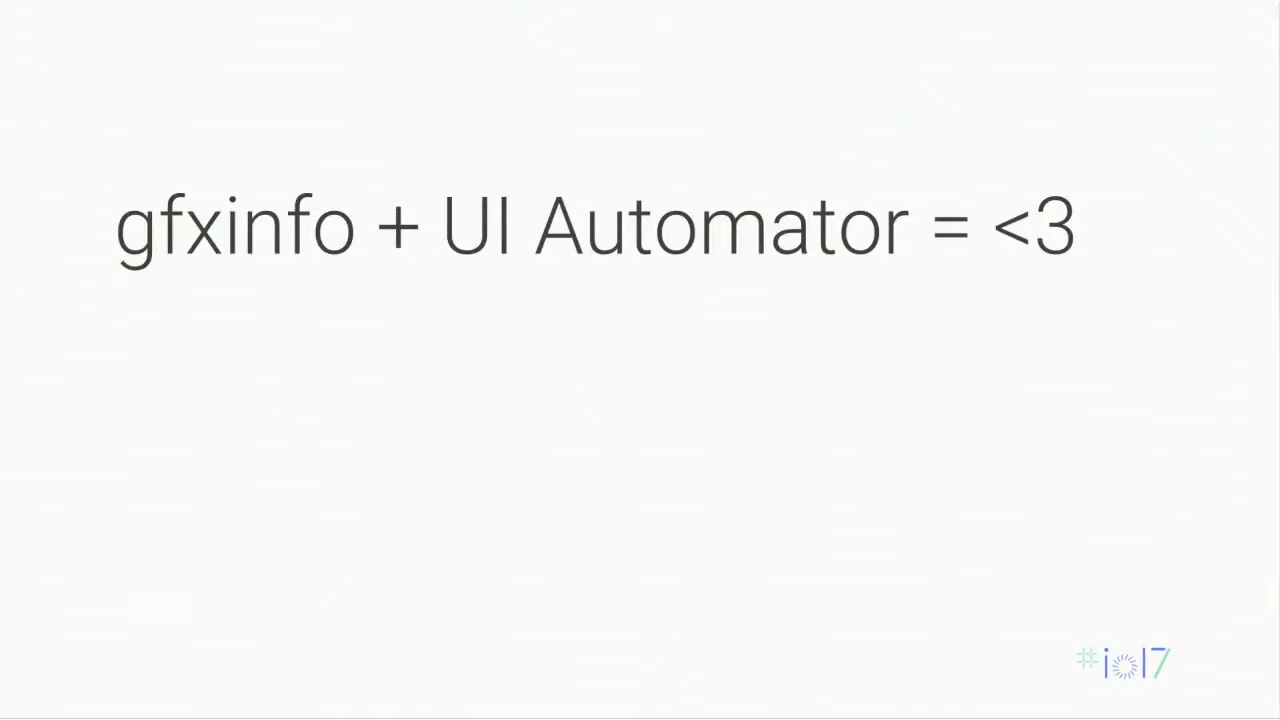 gfxinfo + UI Automator = <3
#io17